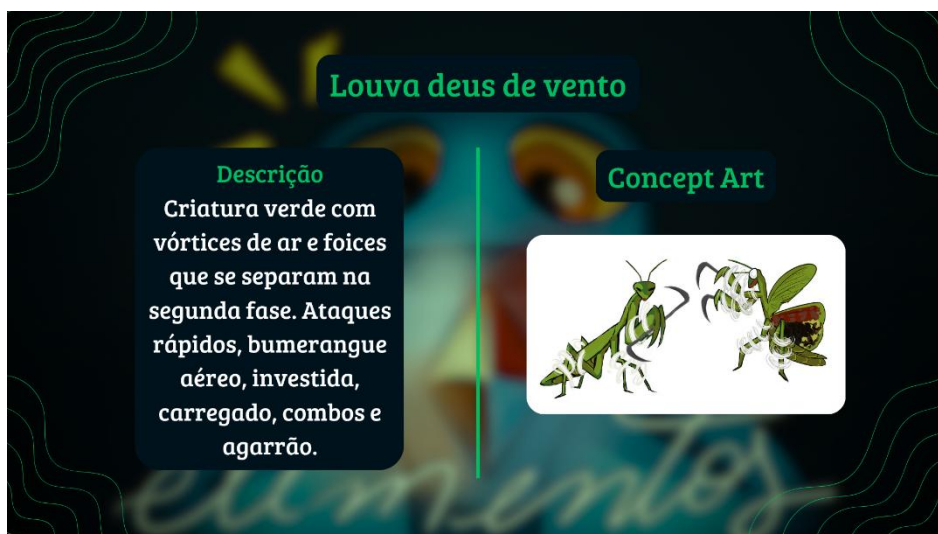 Louva deus de vento
Descrição
Criatura verde com
vórtices de ar e foices
que se separam na
segunda fase. Ataques
rápidos, bumerangue
aéreo, investida,
carregado, combos e
agarrão.
Concept Art
elementos